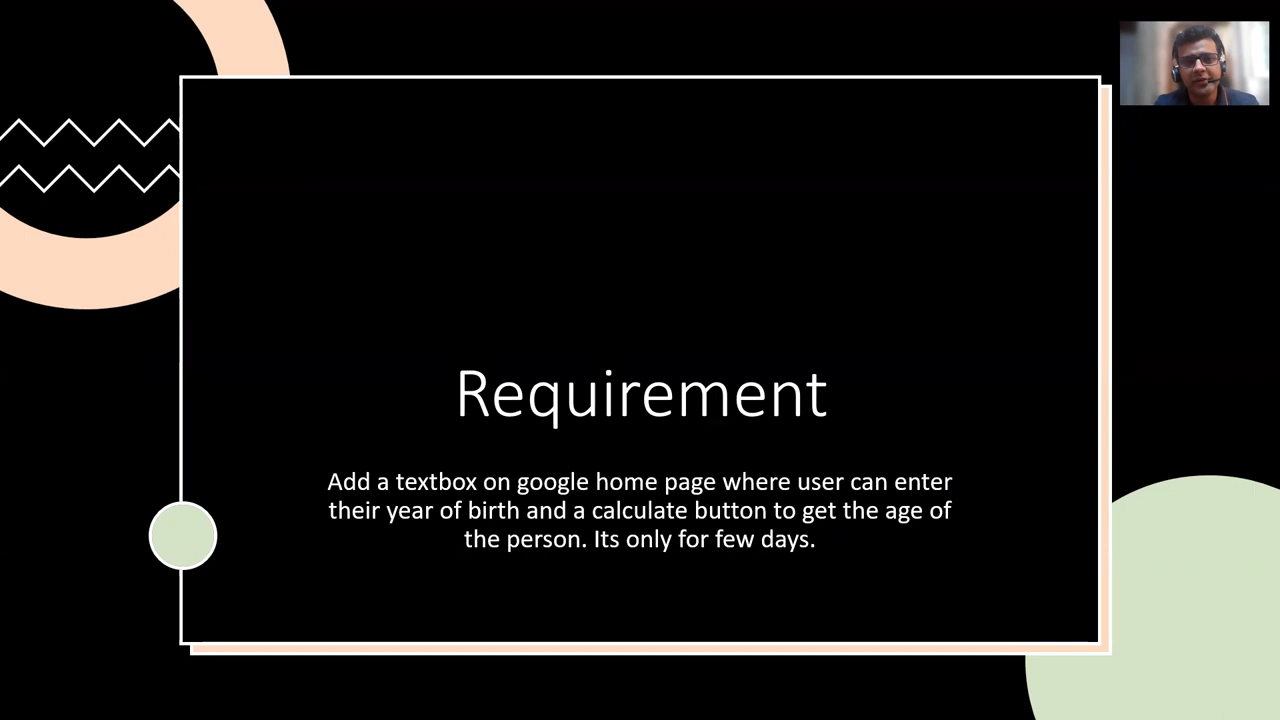 Requirement
Add a textbox on google home page where user can enter
their year of birth and a calculate button to get the age of
the person. Its only for few days.